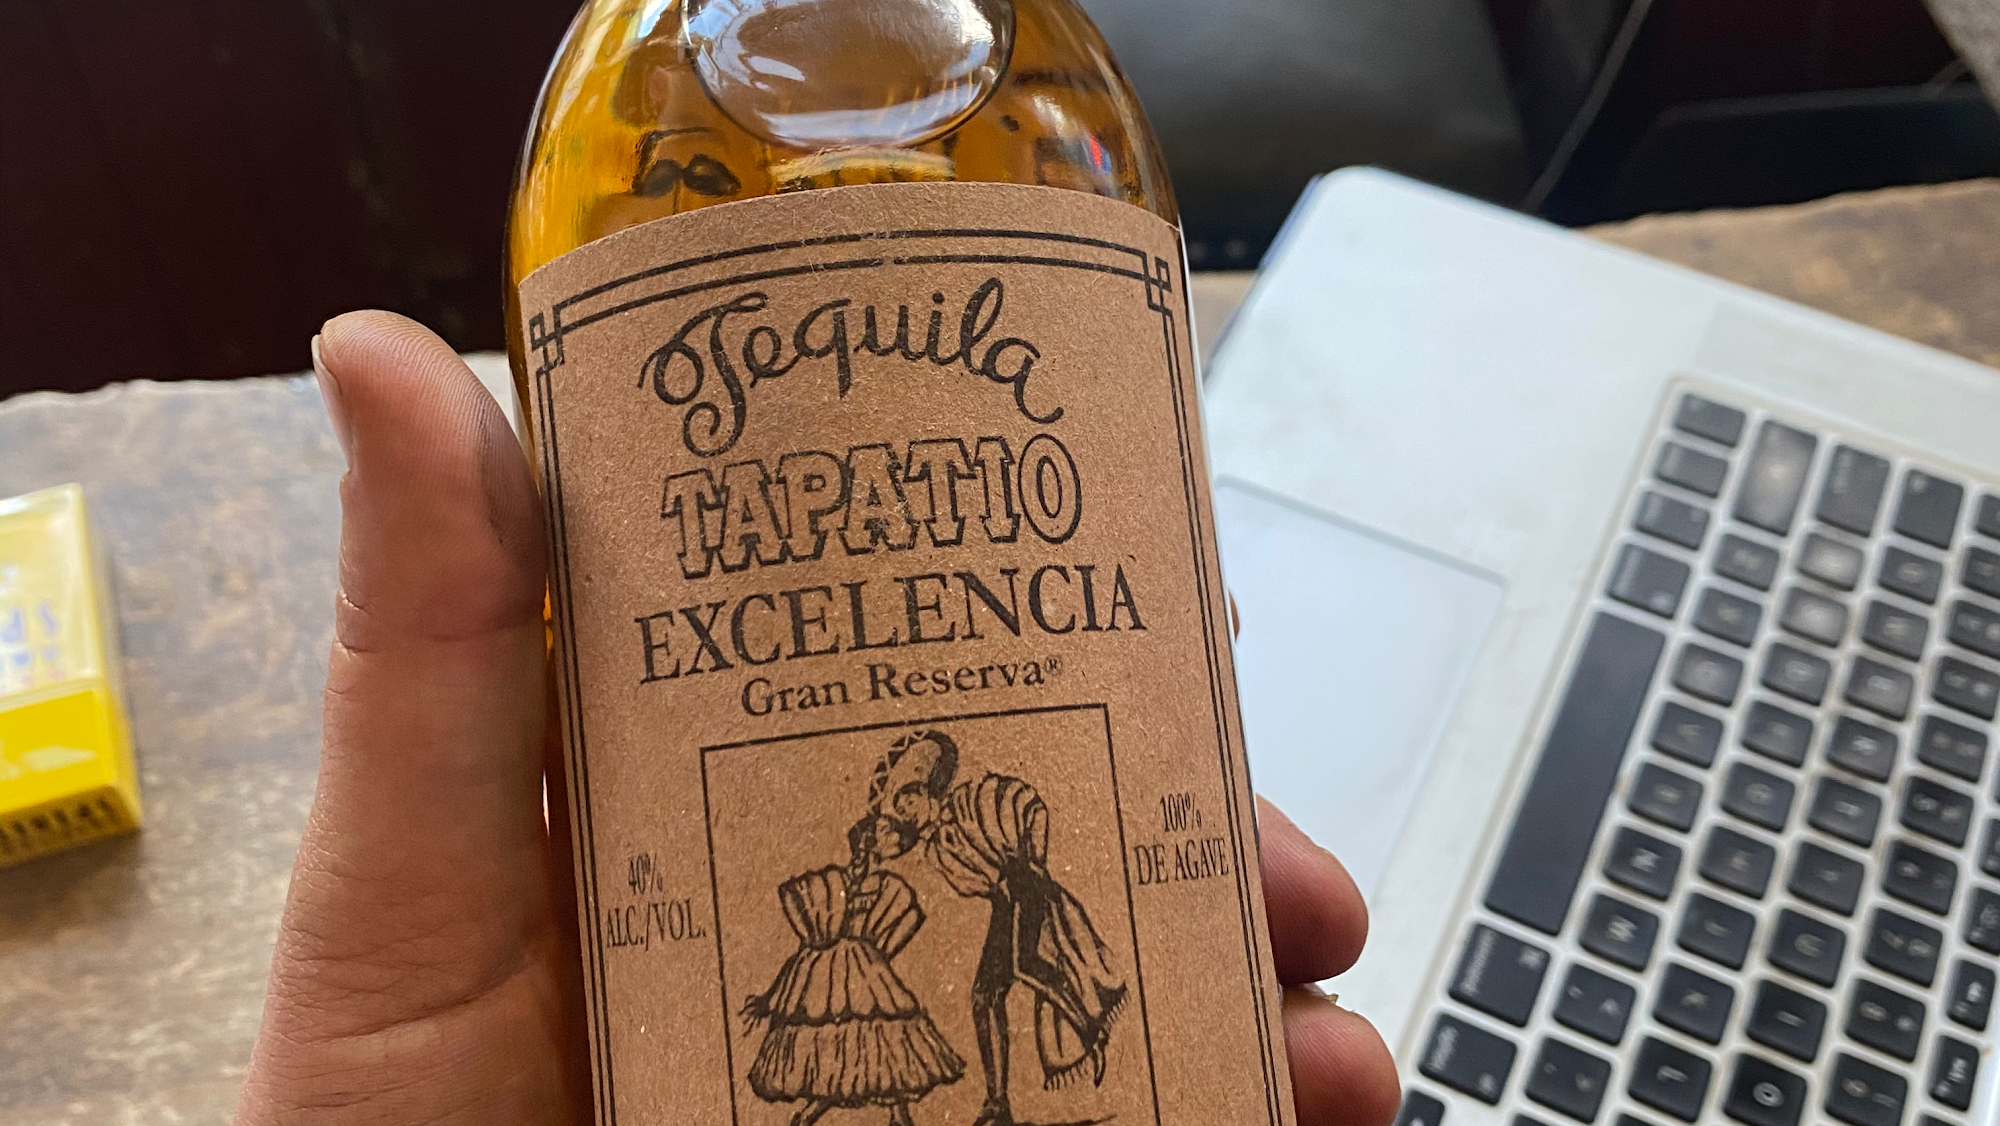 Tequila
TAPATIO
EXCELENCIA
Gran Reserva®
40%
ALC./VOL.
100%
DE AGAVE